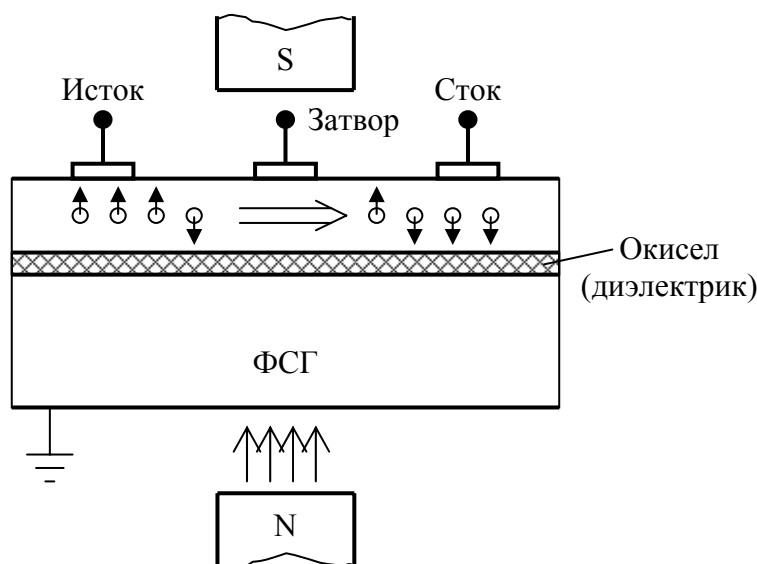 S
Исток
Затвор
Сток
Окисел
(диэлектрик)
ФСГ
N